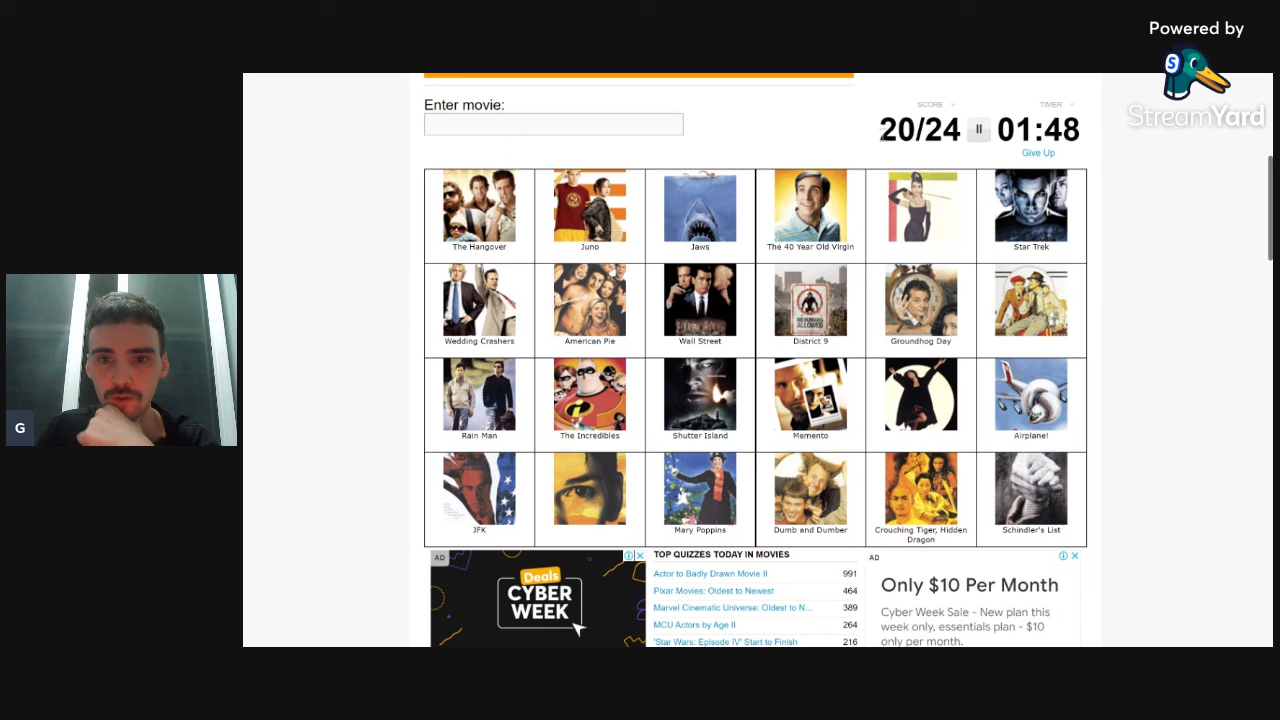 Powered by
S
StreamYard
Enter movie:
SCORE
TIMER
20/24
01:48
Give Up
The Hangover
Juno
Jaws
The 40 Year Old Virgin
Star Trek
Wedding Crashers
American Pie
Wall Street
NO HUMANS
ALLOWED
District 9
Groundhog Day
Rain Man
The Incredibles
Shutter Island
Memento
Airplane!
JFK
Mary Poppins
Dumb and Dumber
Crouching Tiger, Hidden
Dragon
Schindler's List
G
AD
Deals
CYBER
WEEK
TOP QUIZZES TODAY IN MOVIES
Actor to Badly Drawn Movie II 991
Pixar Movies: Oldest to Newest 464
Marvel Cinematic Universe: Oldest to N... 389
MCU Actors by Age II 264
'Star Wars: Episode IV' Start to Finish 216
AD
Only $10 Per Month
Cyber Week Sale - New plan this
week only, essentials plan - $10
only per month.